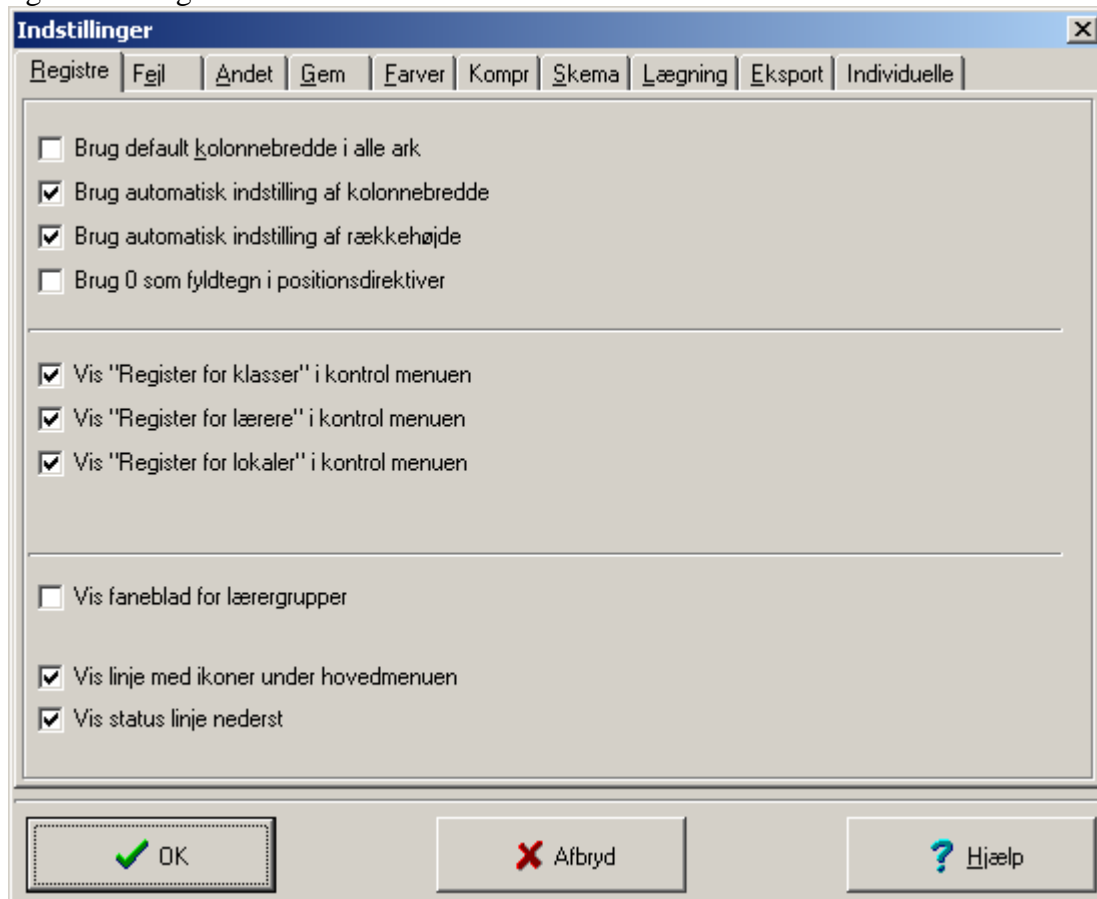 Indstillinger
Registre Fejl Andet Gem Farver Kompr Skema Lægning Eksport Individuelle
Brug default kolonnebredde i alle ark
Brug automatisk indstilling af kolonnebredde
Brug automatisk indstilling af rækkehøjde
Brug 0 som fyldtegn i positionsdirektiver
Vis "Register for klasser" i kontrol menuen
Vis "Register for lærere" i kontrol menuen
Vis "Register for lokaler" i kontrol menuen
Vis faneblad for lærergrupper
Vis linje med ikoner under hovedmenuen
Vis status linje nederst
OK Afbryd Hjælp